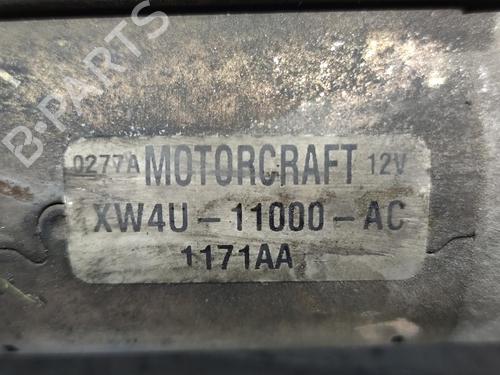 B-PARTS
0277A MOTORCRAFT 12V
XW4U-11000-AC
1171AA